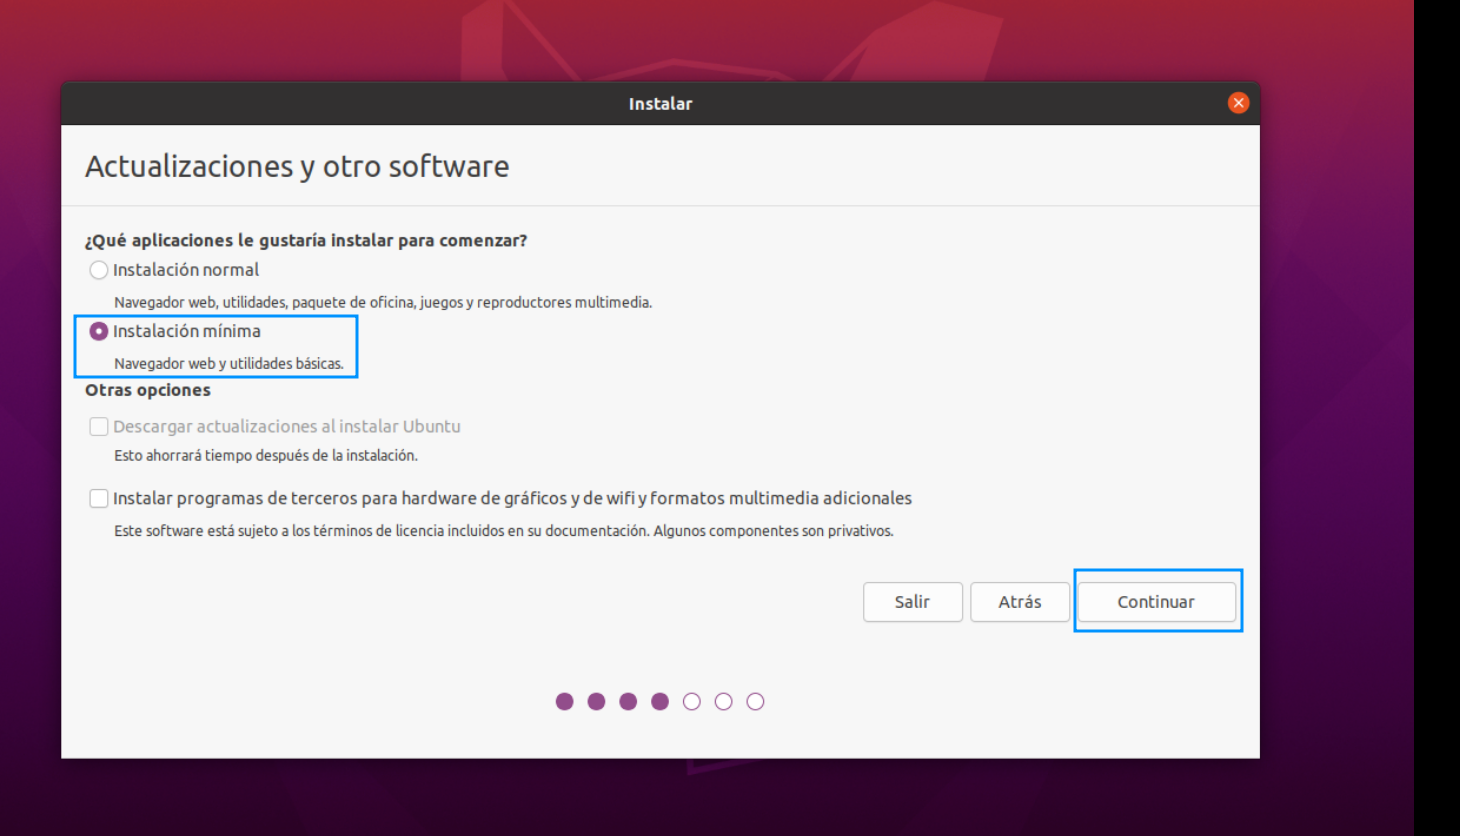 Instalar
Actualizaciones y otro software
¿Qué aplicaciones le gustaría instalar para comenzar?
Instalación normal
Navegador web, utilidades, paquete de oficina, juegos y reproductores multimedia.
Instalación mínima
Navegador web y utilidades básicas.
Otras opciones
Descargar actualizaciones al instalar Ubuntu
Esto ahorrará tiempo después de la instalación.
Instalar programas de terceros para hardware de gráficos y de wifi y formatos multimedia adicionales
Este software está sujeto a los términos de licencia incluidos en su documentación. Algunos componentes son privativos.
Salir Atrás Continuar